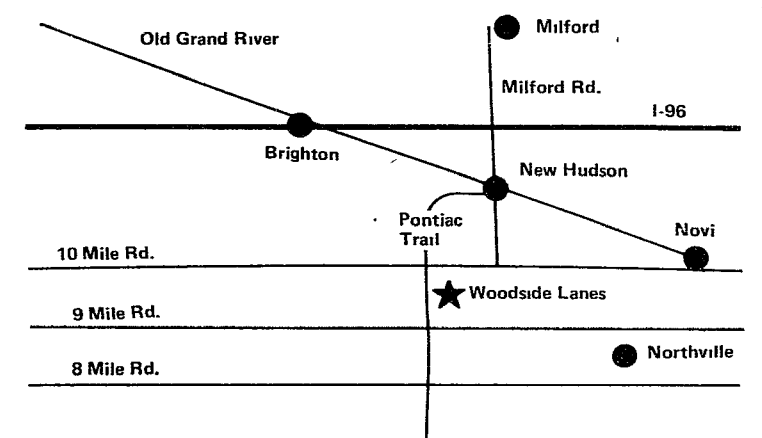 Milford
Old Grand River
Milford Rd.
I-96
Brighton
New Hudson
Pontiac
Trail
Novi
10 Mile Rd.
Woodside Lanes
9 Mile Rd.
Northville
8 Mile Rd.